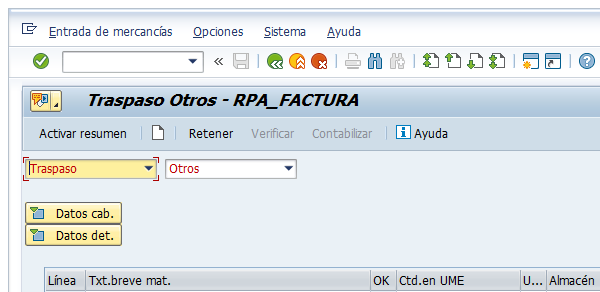 Entrada de mercancías Opciones Sistema Ayuda
Traspaso Otros - RPA_FACTURA
Activar resumen Retener Verificar Contabilizar Ayuda
Traspaso Otros
Datos cab.
Datos det.
Línea Txt.breve mat. OK Ctd.en UME U... Almacén